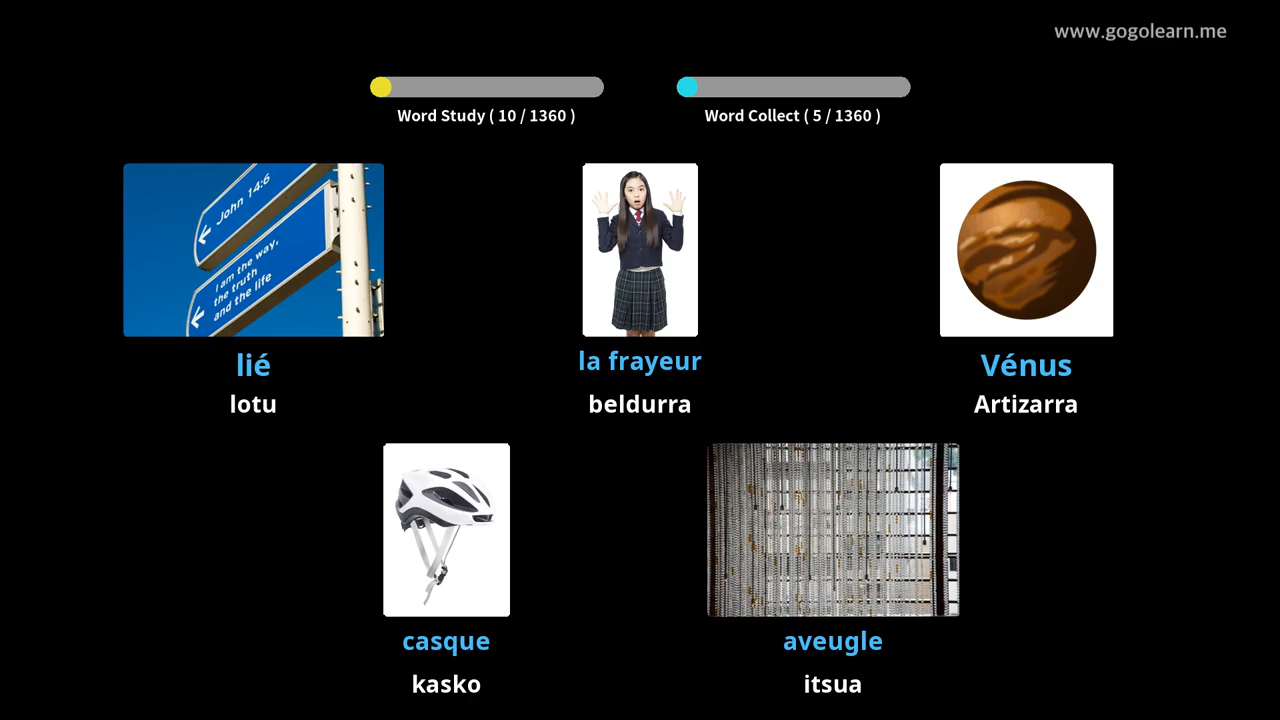 www.gogolearn.me
Word Study ( 10 / 1360 )
Word Collect ( 5 / 1360 )
John 14:6
I am the way,
the truth
and the life
lié
lotu
la frayeur
beldurra
Vénus
Artizarra
casque
kasko
aveugle
itsua